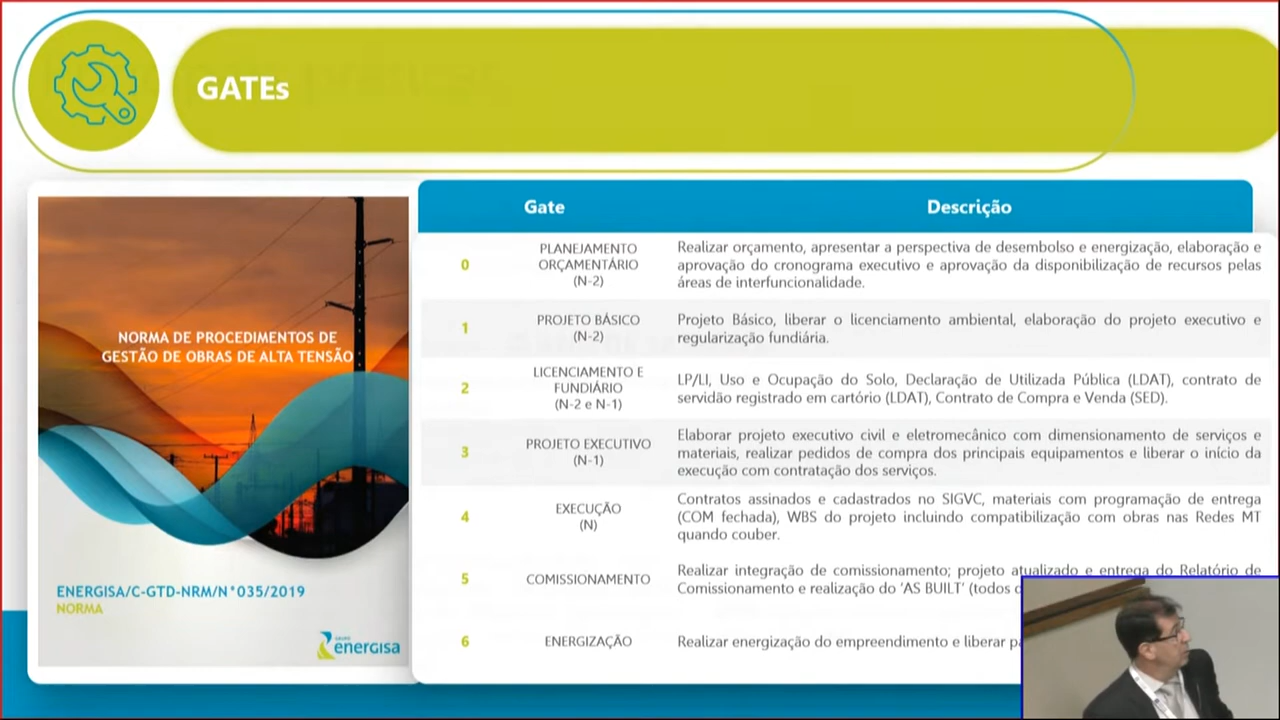 GATEs
NORMA DE PROCEDIMENTOS DE
GESTÃO DE OBRAS DE ALTA TENSÃO
ENERGISA/C-GTD-NRM/N°035/2019
NORMA
GRUPO
energisa
Gate Descrição
0 PLANEJAMENTO ORÇAMENTÁRIO (N-2)
Realizar orçamento, apresentar a perspectiva de desembolso e energização, elaboração e
aprovação do cronograma executivo e aprovação da disponibilização de recursos pelas
áreas de interfuncionalidade.
1 PROJETO BÁSICO (N-2)
Projeto Básico, liberar o licenciamento ambiental, elaboração do projeto executivo e
regularização fundiária.
2 LICENCIAMENTO E FUNDIÁRIO (N-2 e N-1)
LP/LI, Uso e Ocupação do Solo, Declaração de Utilizada Pública (LDAT), contrato de
servidão registrado em cartório (LDAT), Contrato de Compra e Venda (SED).
3 PROJETO EXECUTIVO (N-1)
Elaborar projeto executivo civil e eletromecânico com dimensionamento de serviços e
materiais, realizar pedidos de compra dos principais equipamentos e liberar o início da
execução com contratação dos serviços.
4 EXECUÇÃO (N)
Contratos assinados e cadastrados no SIGVC, materiais com programação de entrega
(COM fechada), WBS do projeto incluindo compatibilização com obras nas Redes MT
quando couber.
5 COMISSIONAMENTO
Realizar integração de comissionamento; projeto atualizado e entrega do Relatório de
Comissionamento e realização do 'AS BUILT' (todos
6 ENERGIZAÇÃO
Realizar energização do empreendimento e liberar